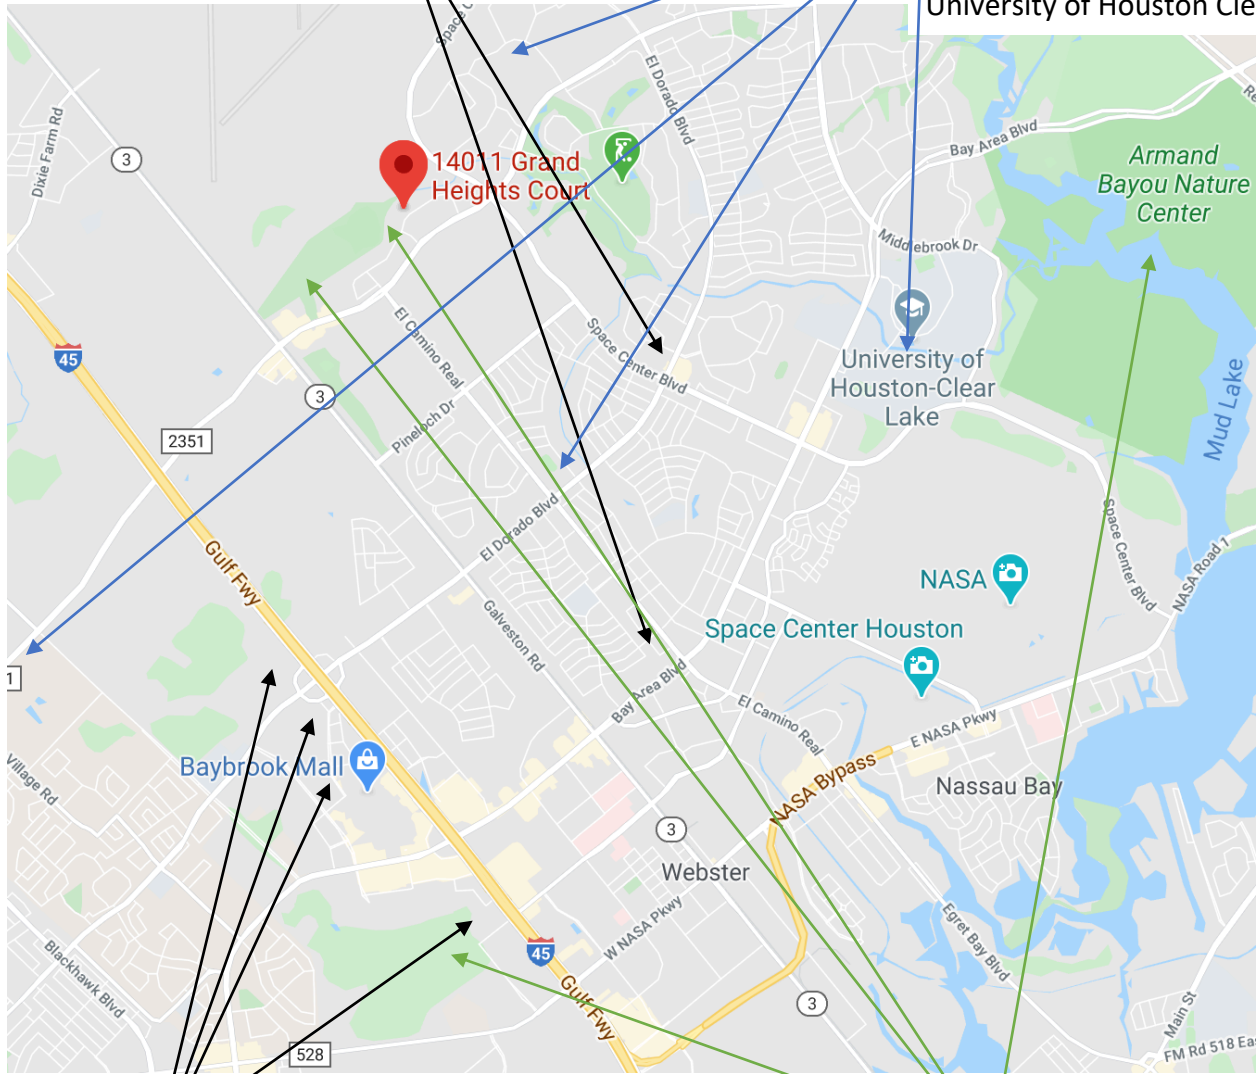 University of Houston Cle
Space C
El Dorado Blvd
Dixie Farm Rd
3
14011 Grand
Heights Court
Bay Area Blvd
Re
Armand
Bayou Nature
Center
Middlebrook Dr
45
El Camino Real
Space Center Blvd
University of
Houston-Clear
Lake
Mud Lake
3
2351
Pineloch Dr
El Dorado Blvd
Space Center Blvd
NASA Road 1
Gulf Fwy
NASA
Galveston Rd
Space Center Houston
1
Bay Area Blvd
El Camino Real
E NASA Pkwy
Village Rd
Baybrook Mall
NASA Bypass
Nassau Bay
3
Webster
W NASA Pkwy
Egret Bay Blvd
Blackhawk Blvd
45
Gulf Fwy
3
Main St
528
FM Rd 518 Eas